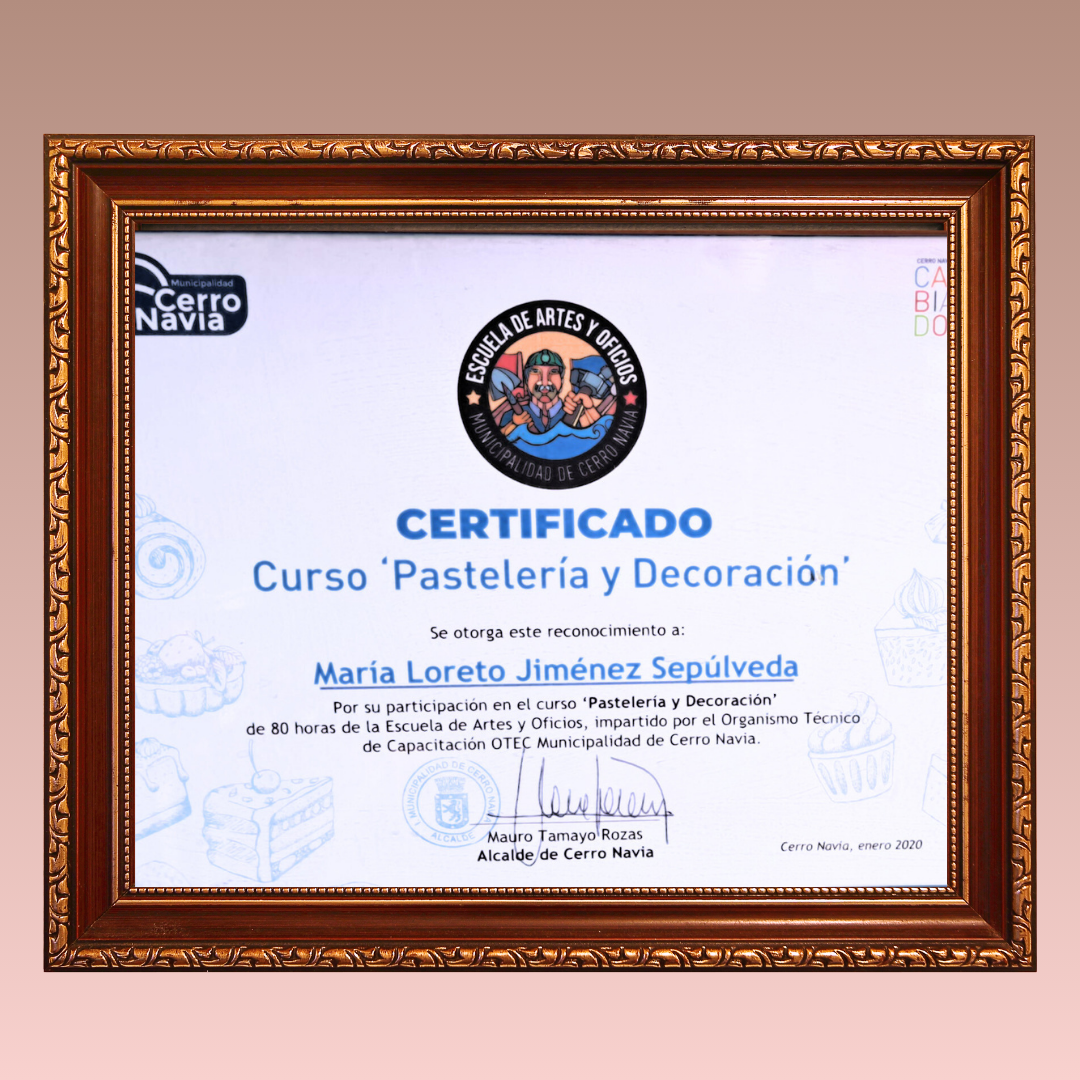 Municipalidad
Cerro
Navia
CERRO NAV
CA
BIA
DO
ESCUELA DE ARTES Y OFICIOS
MUNICIPALIDAD DE CERRO NAVIA
CERTIFICADO
Curso ‘Pastelería y Decoración’
Se otorga este reconocimiento a:
María Loreto Jiménez Sepúlveda
Por su participación en el curso ‘Pastelería y Decoración’
de 80 horas de la Escuela de Artes y Oficios, impartido por el Organismo Técnico
de Capacitación OTEC Municipalidad de Cerro Navia.
MUNICIPALIDAD DE CERRO NAVIA
ALCALDE
Mauro Tamayo Rozas
Alcalde de Cerro Navia
Cerro Navia, enero 2020